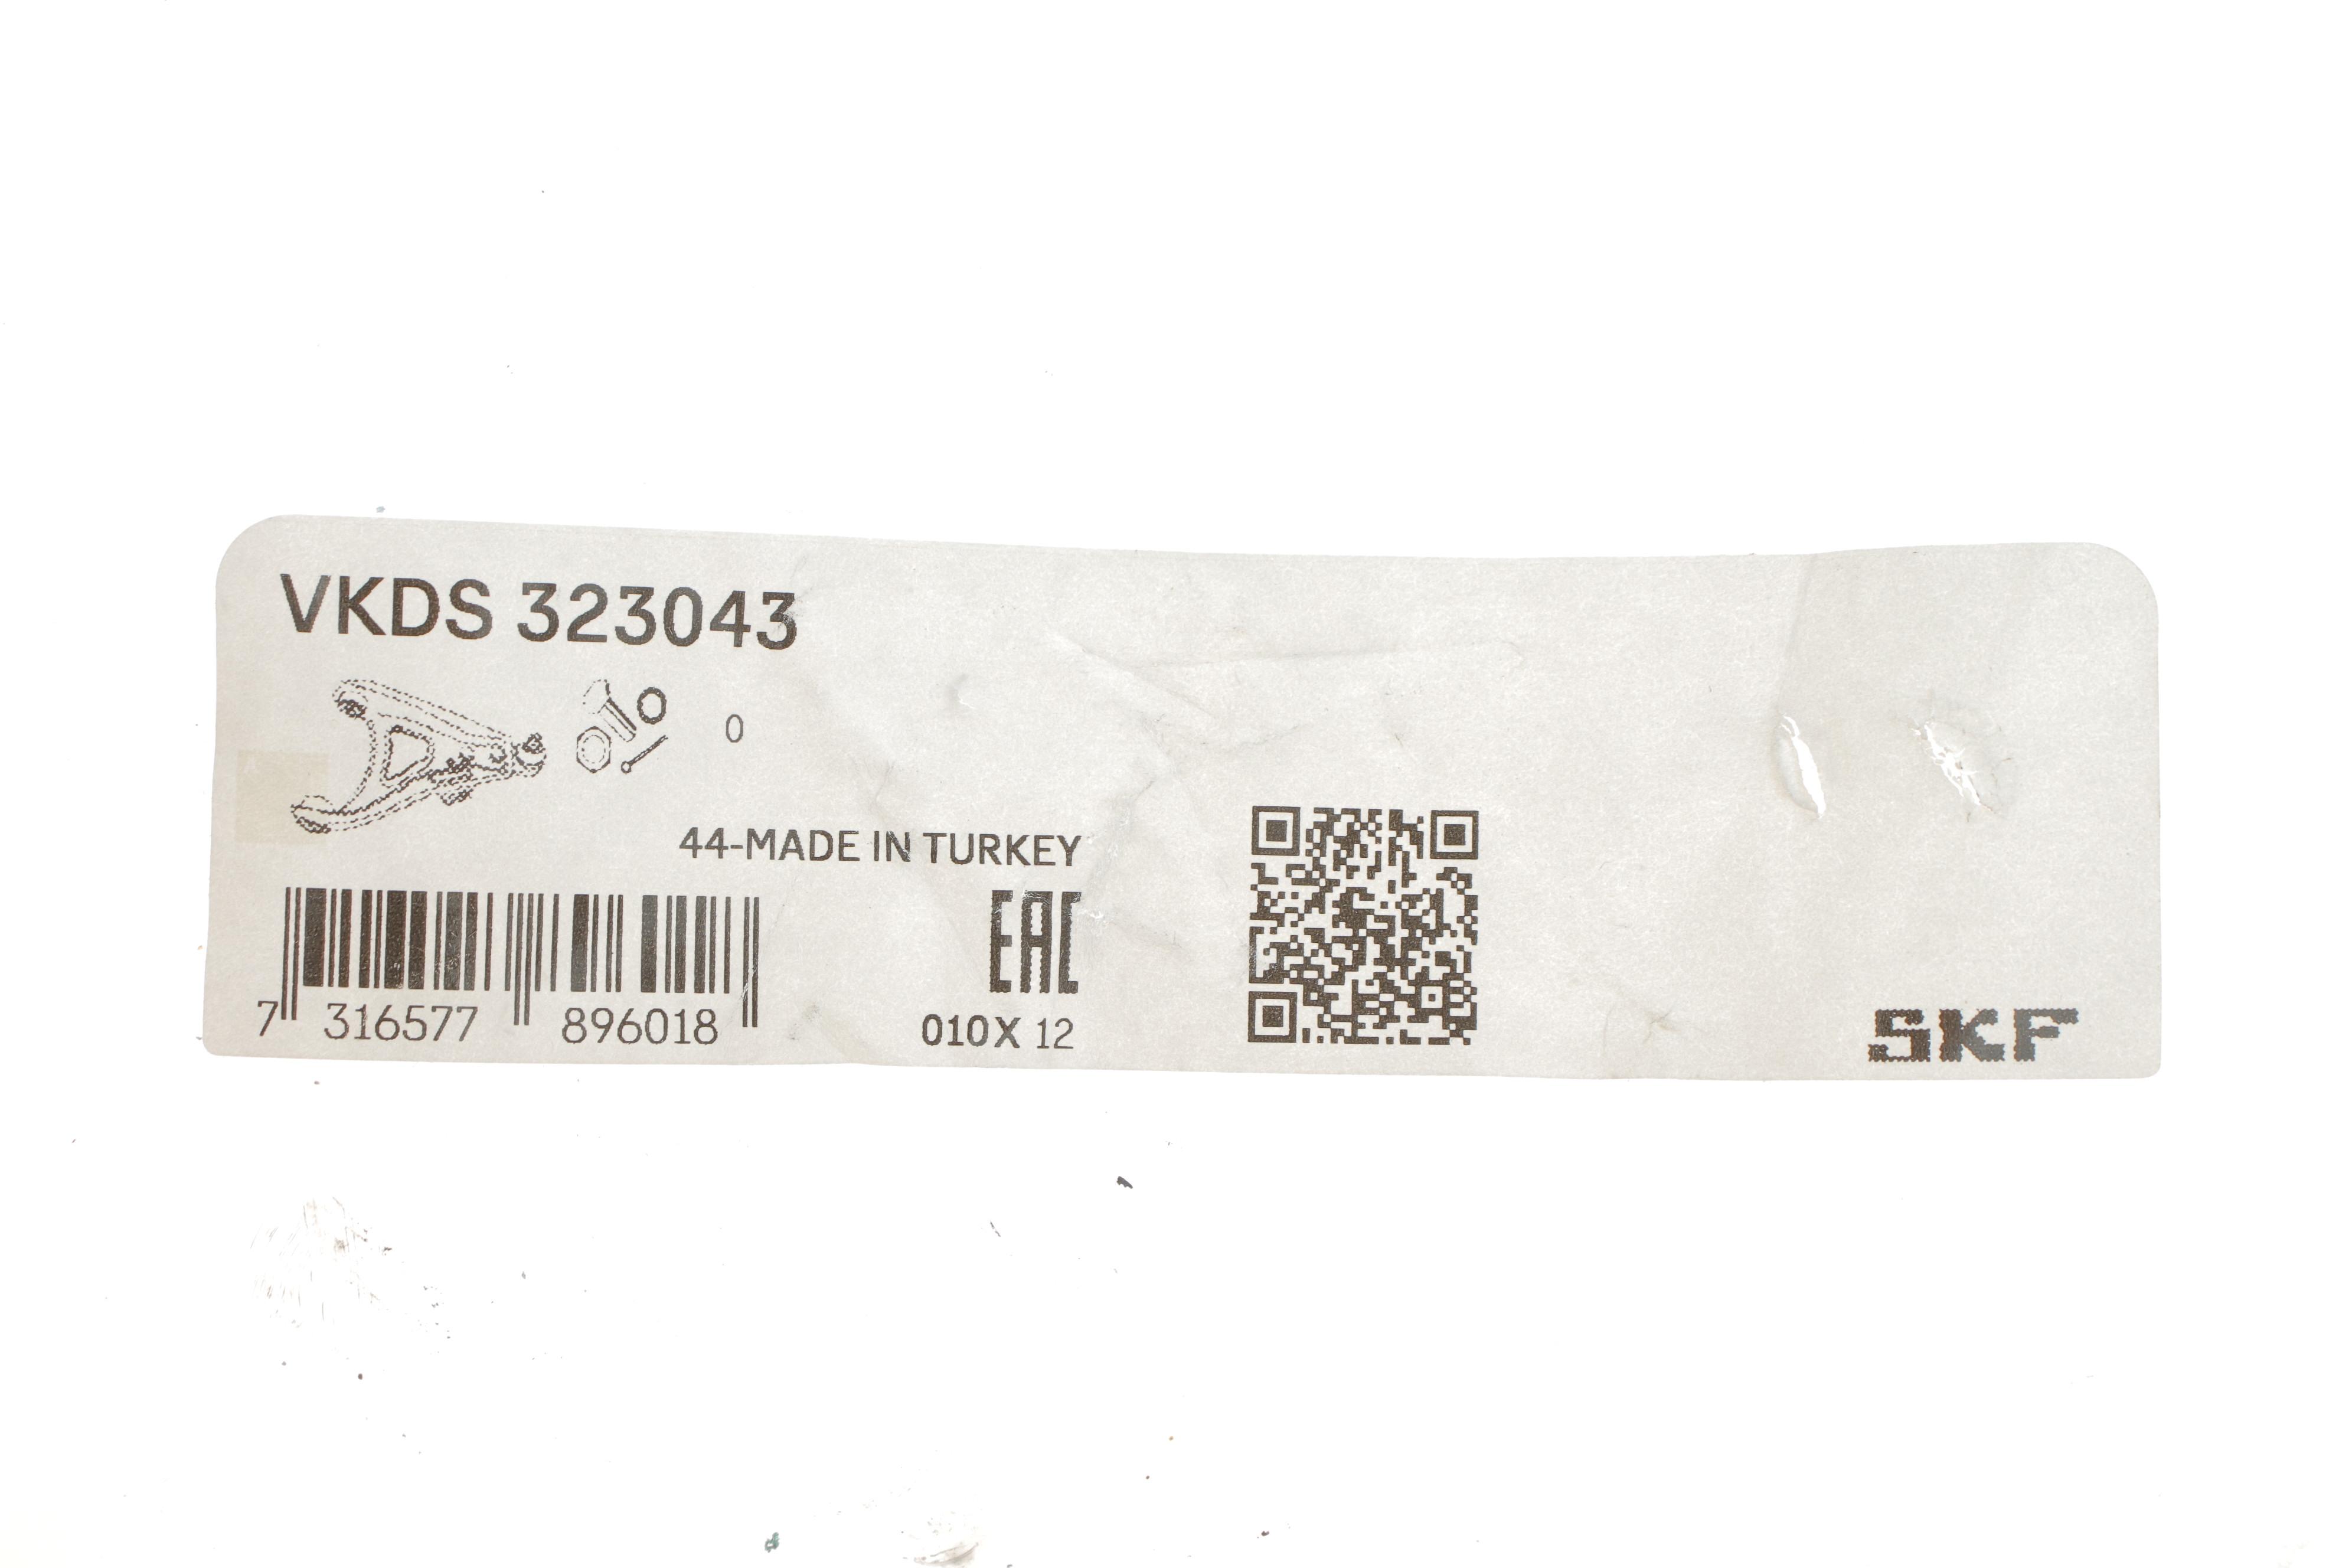 VKDS 323043
0
44-MADE IN TURKEY
EAC
7 316577 896018
010X 12
SKF